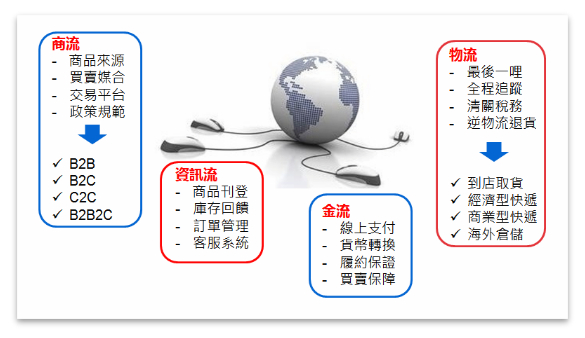 商流
- 商品來源
- 買賣媒合
- 交易平台
- 政策規範
✓ B2B
✓ B2C
✓ C2C
✓ B2B2C
資訊流
- 商品刊登
- 庫存回饋
- 訂單管理
- 客服系統
金流
- 線上支付
- 貨幣轉換
- 履約保證
- 買賣保障
物流
- 最後一哩
- 全程追蹤
- 清關稅務
- 逆物流退貨
✓ 到店取貨
✓ 經濟型快遞
✓ 商業型快遞
✓ 海外倉儲